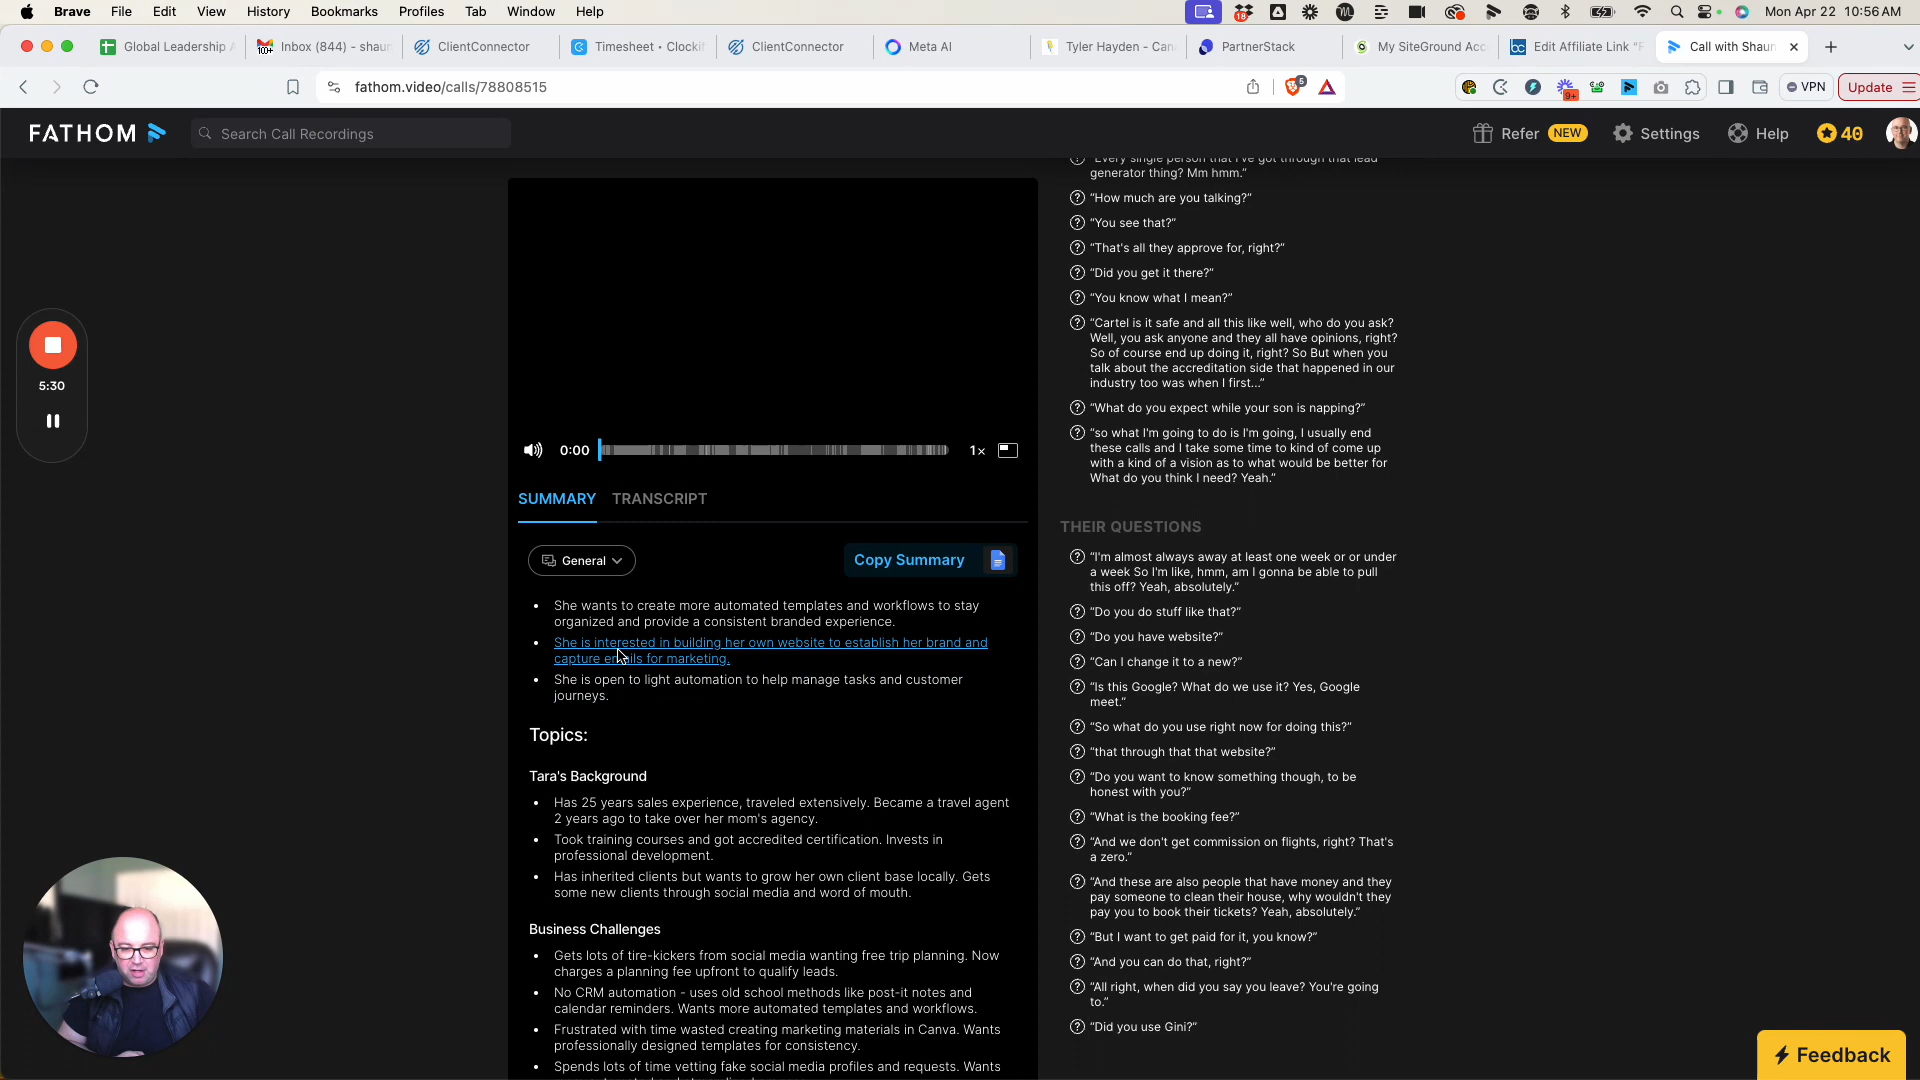 Brave File Edit View History Bookmarks Profiles Tab Window Help
18
Mon Apr 22 10:56 AM
100+
Global Leadership
Inbox (844) - shaun
ClientConnector
Timesheet • Clockif
ClientConnector
Meta AI
Tyler Hayden - Can
PartnerStack
My SiteGround Acc
Edit Affiliate Link "F
Call with Shaun
fathom.video/calls/78808515
5
9+
VPN
Update
FATHOM
Search Call Recordings
Refer NEW
Settings
Help
40
5:30
0:00
1×
SUMMARY TRANSCRIPT
General
Copy Summary
• She wants to create more automated templates and workflows to stay
organized and provide a consistent branded experience.
• She is interested in building her own website to establish her brand and
capture emails for marketing.
• She is open to light automation to help manage tasks and customer
journeys.
Topics:
Tara's Background
• Has 25 years sales experience, traveled extensively. Became a travel agent
2 years ago to take over her mom's agency.
• Took training courses and got accredited certification. Invests in
professional development.
• Has inherited clients but wants to grow her own client base locally. Gets
some new clients through social media and word of mouth.
Business Challenges
• Gets lots of tire-kickers from social media wanting free trip planning. Now
charges a planning fee upfront to qualify leads.
• No CRM automation - uses old school methods like post-it notes and
calendar reminders. Wants more automated templates and workflows.
• Frustrated with time wasted creating marketing materials in Canva. Wants
professionally designed templates for consistency.
• Spends lots of time vetting fake social media profiles and requests. Wants
"Every single person that I've got through that lead
generator thing? Mm hmm."
"How much are you talking?"
"You see that?"
"That's all they approve for, right?"
"Did you get it there?"
"You know what I mean?"
"Cartel is it safe and all this like well, who do you ask?
Well, you ask anyone and they all have opinions, right?
So of course end up doing it, right? So But when you
talk about the accreditation side that happened in our
industry too was when I first..."
"What do you expect while your son is napping?"
"so what I'm going to do is I'm going, I usually end
these calls and I take some time to kind of come up
with a kind of a vision as to what would be better for
What do you think I need? Yeah."
THEIR QUESTIONS
"I'm almost always away at least one week or or under
a week So I'm like, hmm, am I gonna be able to pull
this off? Yeah, absolutely."
"Do you do stuff like that?"
"Do you have website?"
"Can I change it to a new?"
"Is this Google? What do we use it? Yes, Google
meet."
"So what do you use right now for doing this?"
"that through that that website?"
"Do you want to know something though, to be
honest with you?"
"What is the booking fee?"
"And we don't get commission on flights, right? That's
a zero."
"And these are also people that have money and they
pay someone to clean their house, why wouldn't they
pay you to book their tickets? Yeah, absolutely."
"But I want to get paid for it, you know?"
"And you can do that, right?"
"All right, when did you say you leave? You're going
to."
"Did you use Gini?"
Feedback